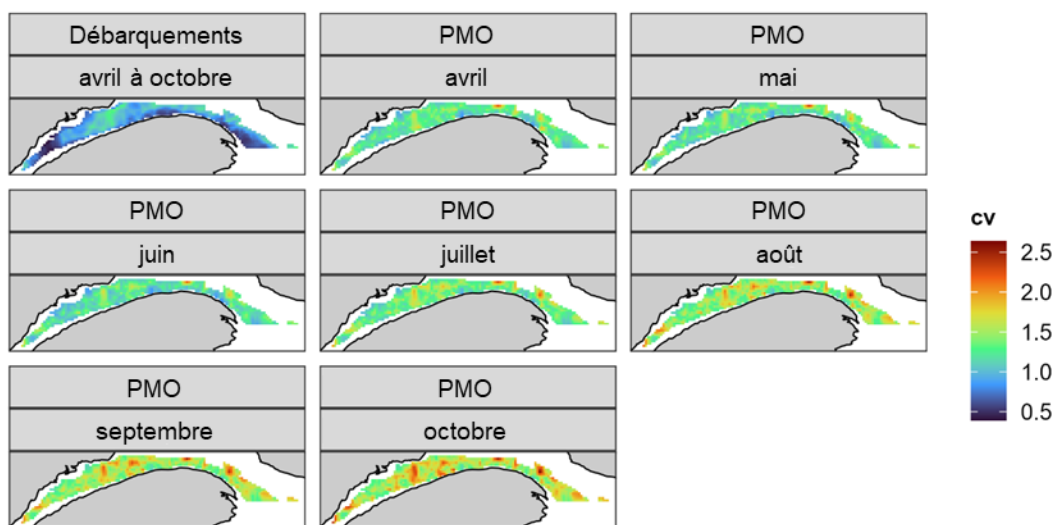 Débarquements
avril à octobre
PMO
avril
PMO
mai
PMO
juin
PMO
juillet
PMO
août
PMO
septembre
PMO
octobre
cv
2.5
2.0
1.5
1.0
0.5